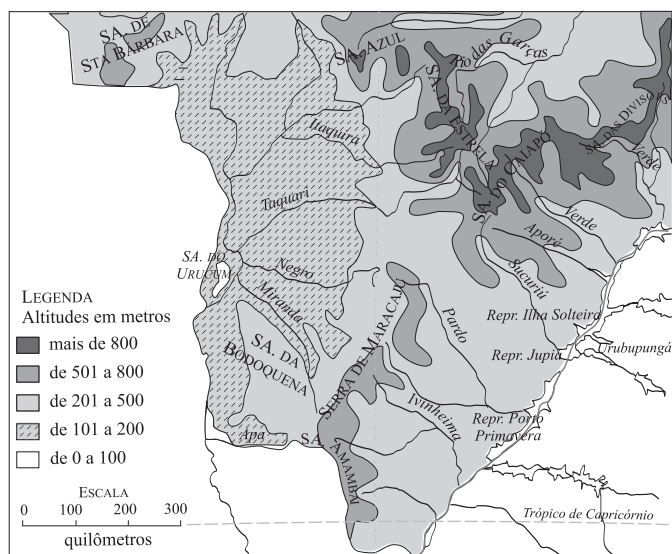 SA. DE
STA BÁRBARA
SA. AZUL
Rio das Garças
SA. DA ESTRELA
SA. DAS DIVISÕES
Verde
Itaquira
SA. DO CAIAPÓ
Taquari
Verde
Aporé
SA. DO
URUCUM
Negro
Sucuriú
Miranda
LEGENDA
Altitudes em metros
mais de 800
de 501 a 800
de 201 a 500
de 101 a 200
de 0 a 100
SA. DA
BODOQUENA
SERRA DE MARACAJÚ
Pardo
Repr. Ilha Solteira
Repr. Jupiá
Urubupungá
Ivinheima
Repr. Porto
Primavera
Apa
SA. AMAMBAÍ
ESCALA
0 100 200 300
quilômetros
Trópico de Capricórnio